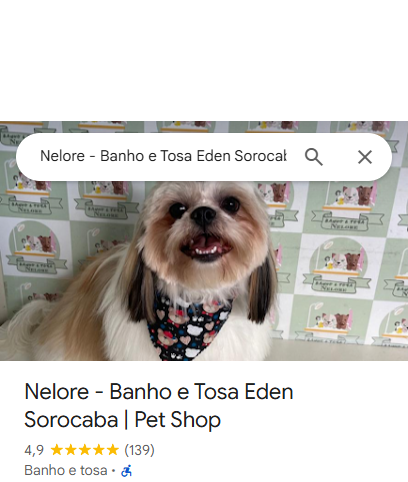 Nelore - Banho e Tosa Eden Sorocab
Nelore - Banho e Tosa Eden
Sorocaba | Pet Shop
4,9 ★★★★★ (139)
Banho e tosa ·